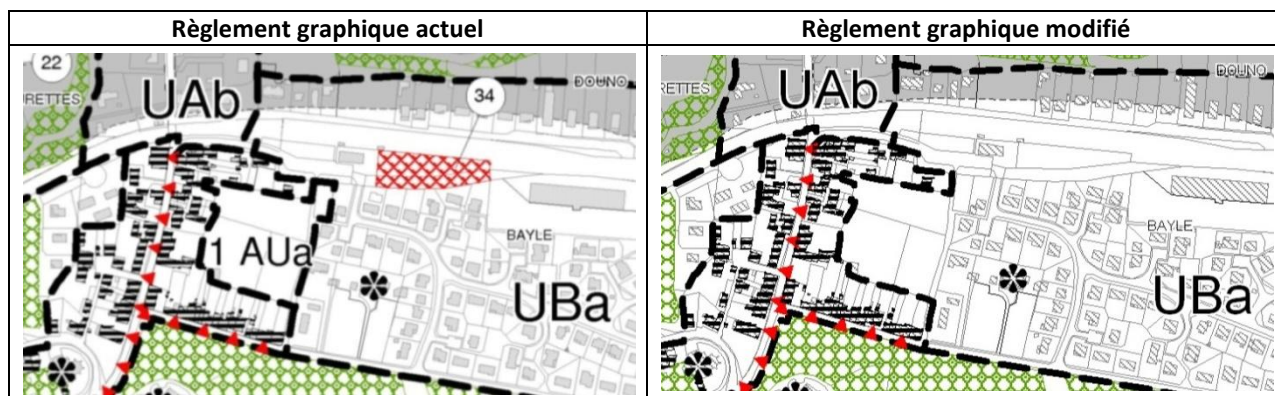 Règlement graphique actuel
Règlement graphique modifié
22
DOUNO
RETTES
UAb
34
1 AUa
BAYLE
UBa
DOUNO
RETTES
UAb
BAYLE
UBa